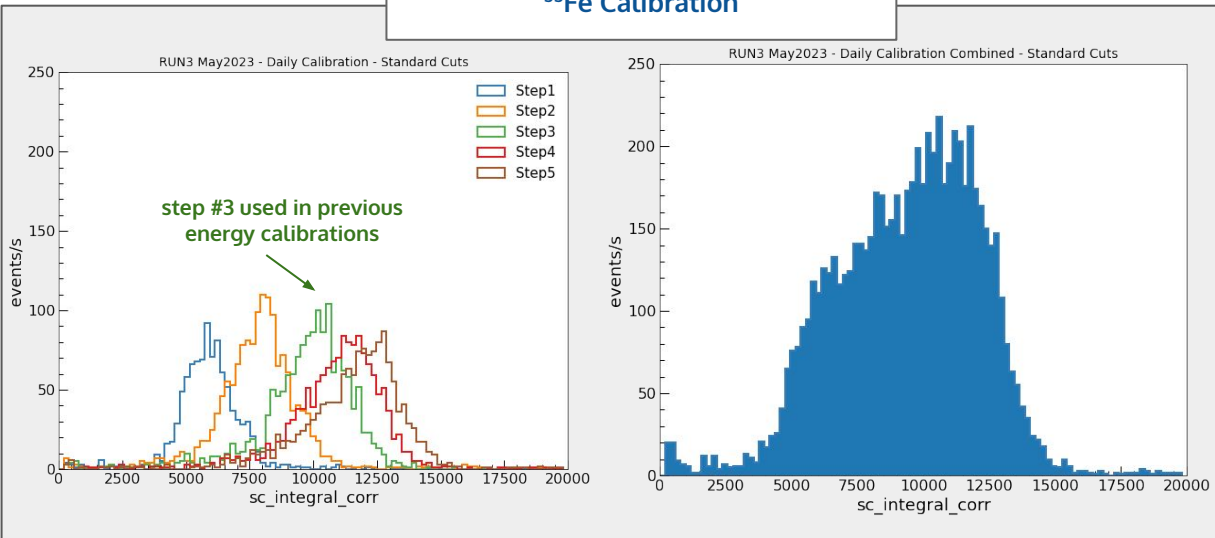 ⁵⁵Fe Calibration
RUN3 May2023 - Daily Calibration - Standard Cuts
250
200
150
100
50
0
events/s
Step1
Step2
Step3
Step4
Step5
step #3 used in previous
energy calibrations
0 2500 5000 7500 10000 12500 15000 17500 20000
sc_integral_corr
RUN3 May2023 - Daily Calibration Combined - Standard Cuts
250
200
150
100
50
0
events/s
0 2500 5000 7500 10000 12500 15000 17500 20000
sc_integral_corr